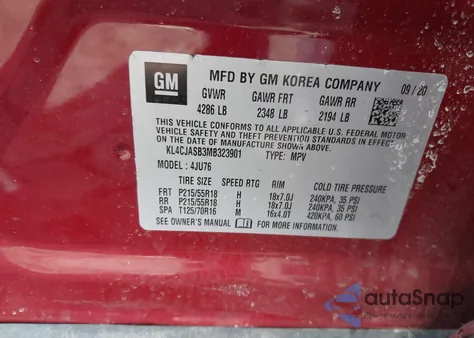 GM
MFD BY GM KOREA COMPANY 09 / 20
GVWR GAWR FRT GAWR RR
4286 LB 2348 LB 2194 LB
THIS VEHICLE CONFORMS TO ALL APPLICABLE U.S. FEDERAL MOTOR
VEHICLE SAFETY AND THEFT PREVENTION STANDARDS IN EFFECT
ON THE DATE OF MANUFACTURE SHOWN ABOVE.
KL4CJASB3MB323901 TYPE: MPV
MODEL: 4JU76
TIRE SIZE SPEED RTG RIM COLD TIRE PRESSURE
FRT P215/55R18 H 18x7.0J 240KPA, 35 PSI
RR P215/55R18 H 18x7.0J 240KPA, 35 PSI
SPA T125/70R16 M 16x4.0T 420KPA, 60 PSI
SEE OWNER'S MANUAL FOR MORE INFORMATION
autoSnap